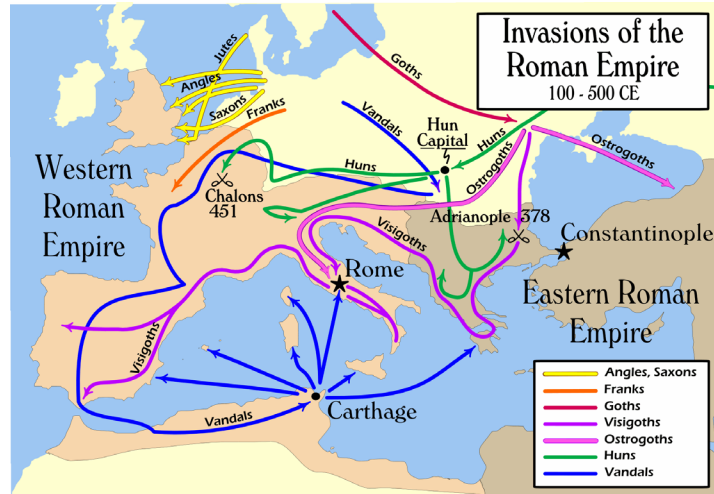 Invasions of the
Roman Empire
100 - 500 CE
Jutes
Angles
Saxons
Franks
Goths
Vandals
Hun
Capital
Huns
Huns
Ostrogoths
Ostrogoths
Western
Roman
Empire
Chalons
451
Adrianople 378
Visigoths
Constantinople
Rome
Eastern Roman
Empire
Visigoths
Vandals
Carthage
Angles, Saxons
Franks
Goths
Visigoths
Ostrogoths
Huns
Vandals